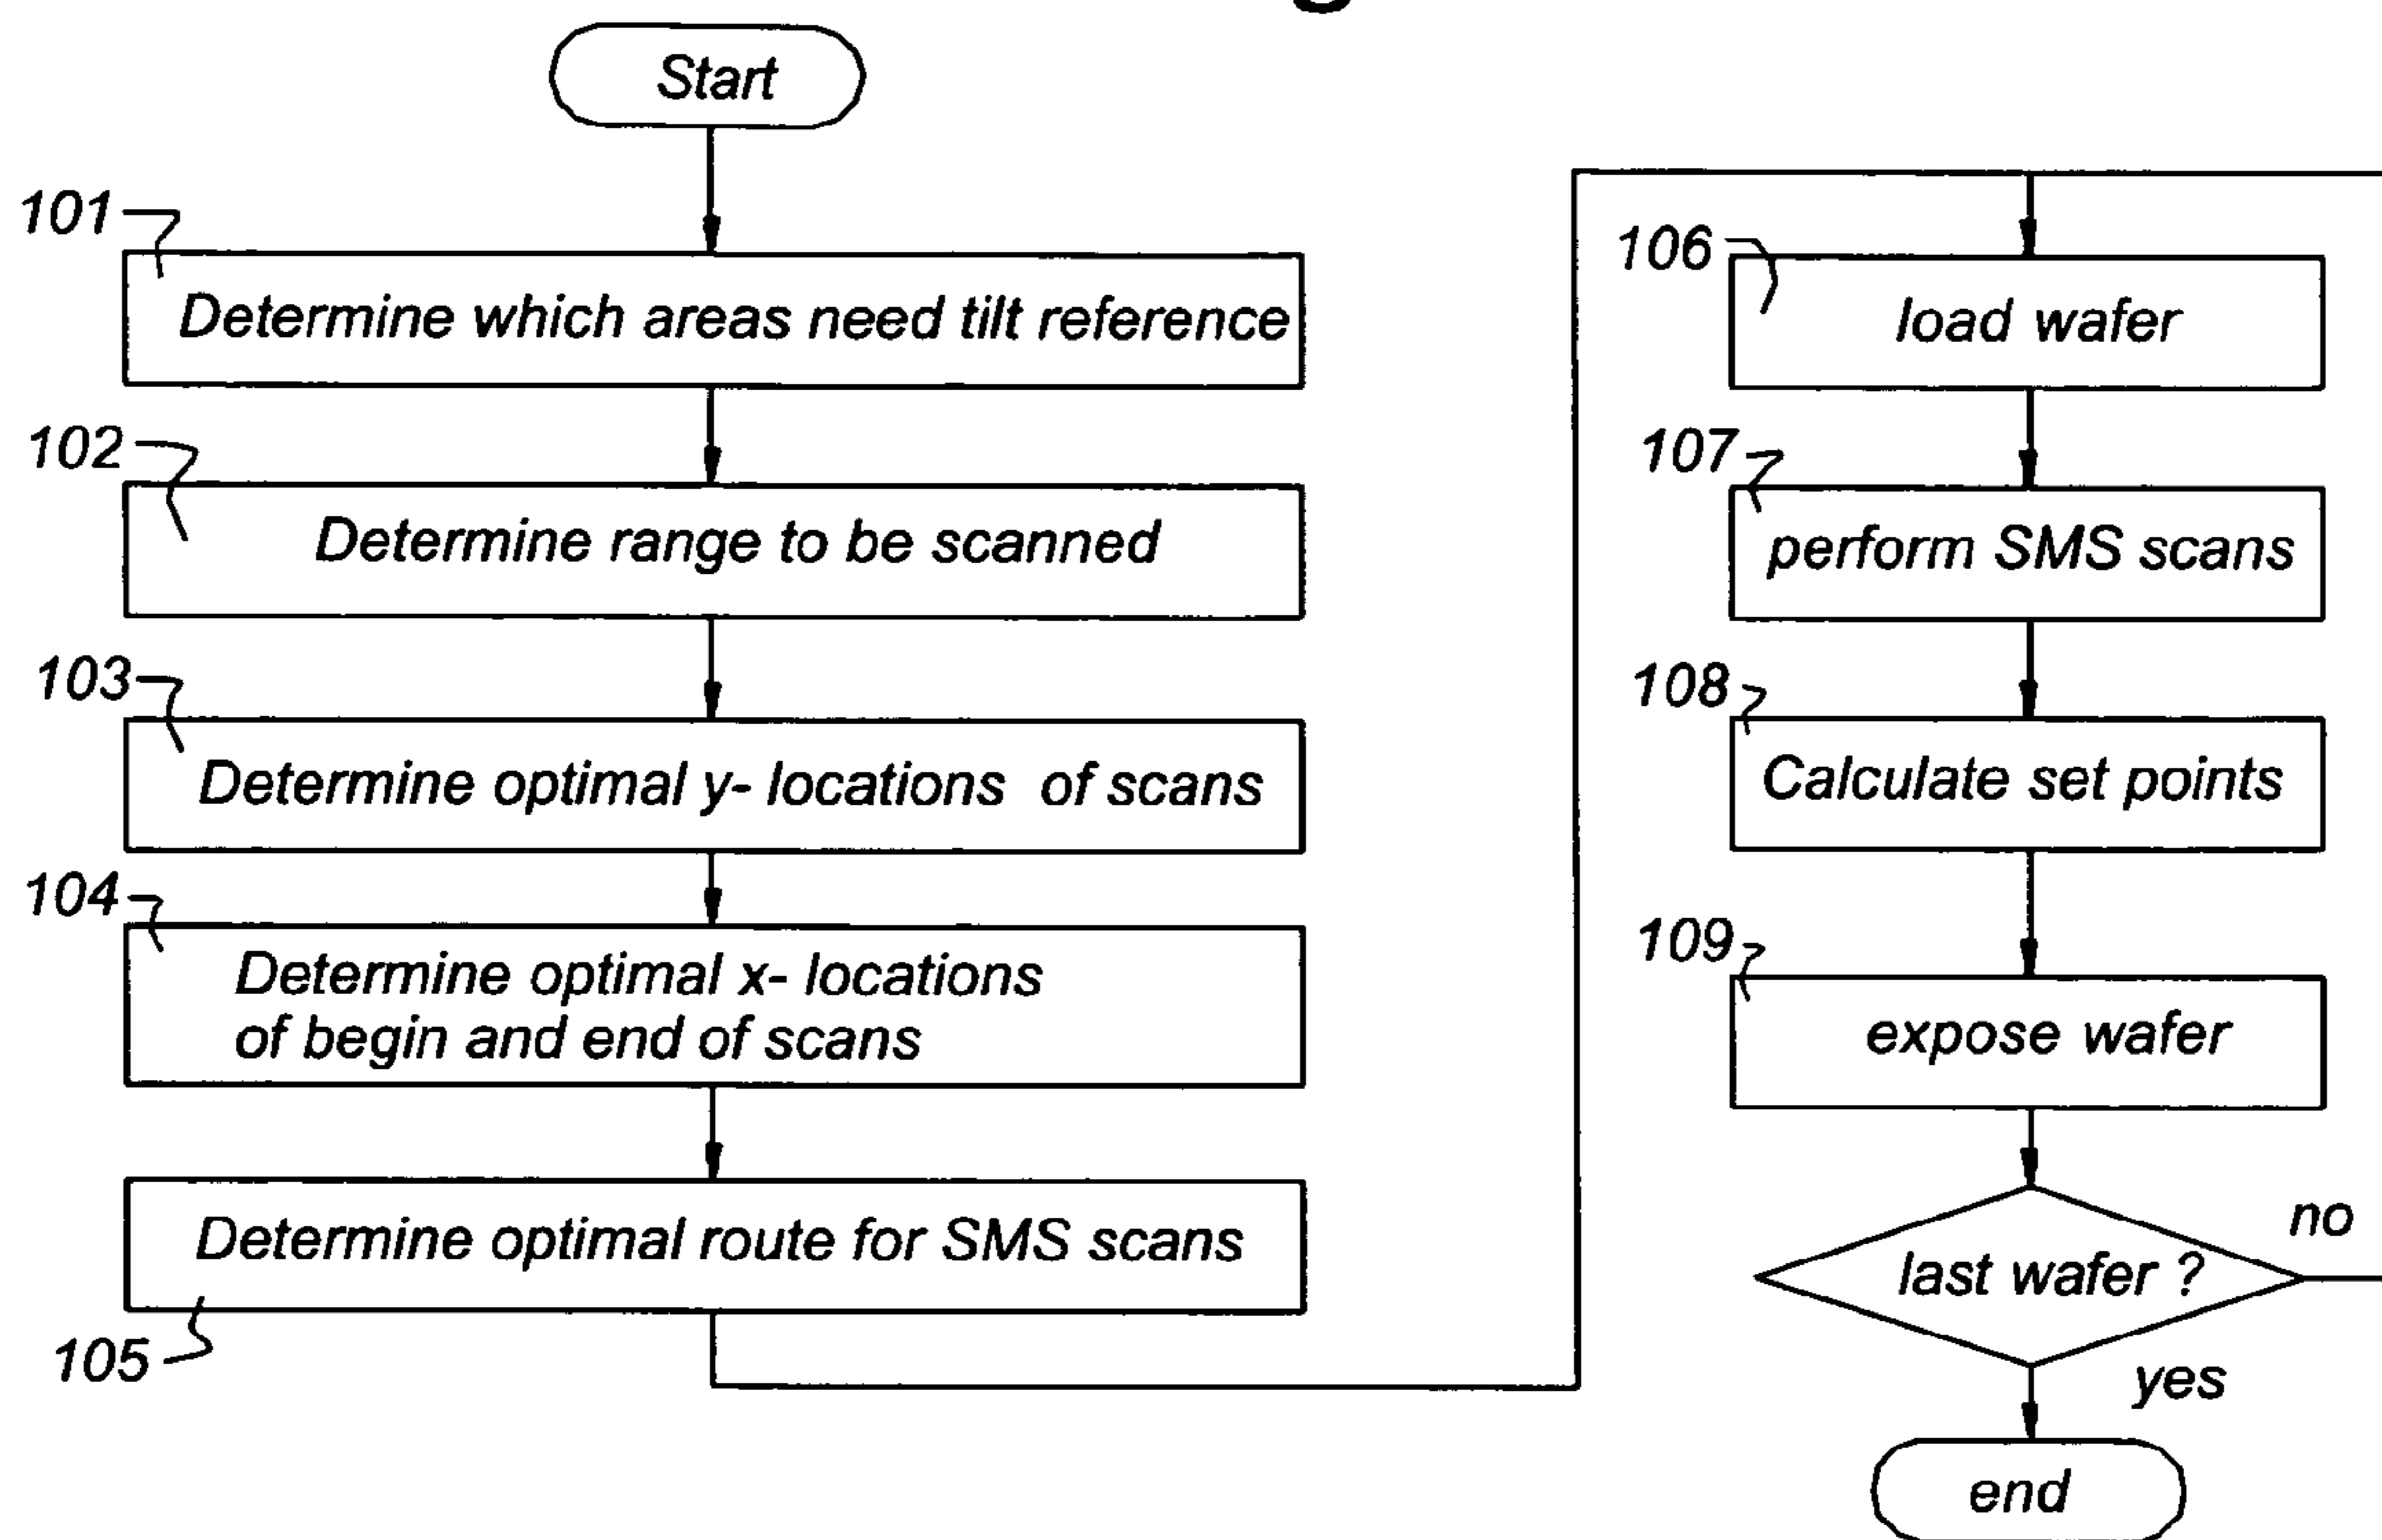 Start
101
Determine which areas need tilt reference
102
Determine range to be scanned
103
Determine optimal y- locations of scans
104
Determine optimal x- locations
of begin and end of scans
Determine optimal route for SMS scans
105
106
load wafer
107
perform SMS scans
108
Calculate set points
109
expose wafer
last wafer ?
no
yes
end